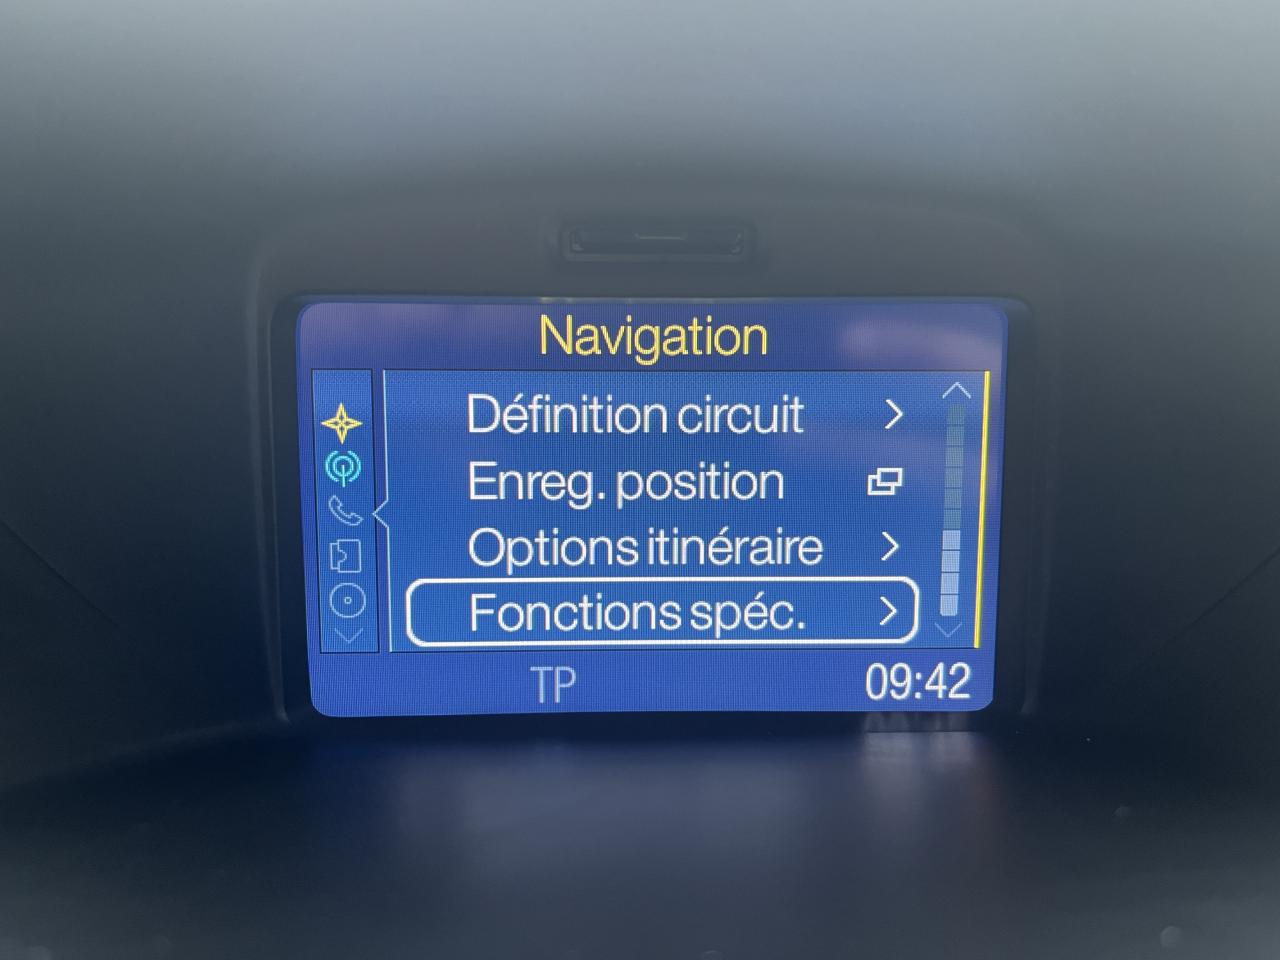 Navigation
Définition circuit
Enreg. position
Options itinéraire
Fonctions spéc.
TP 09:42